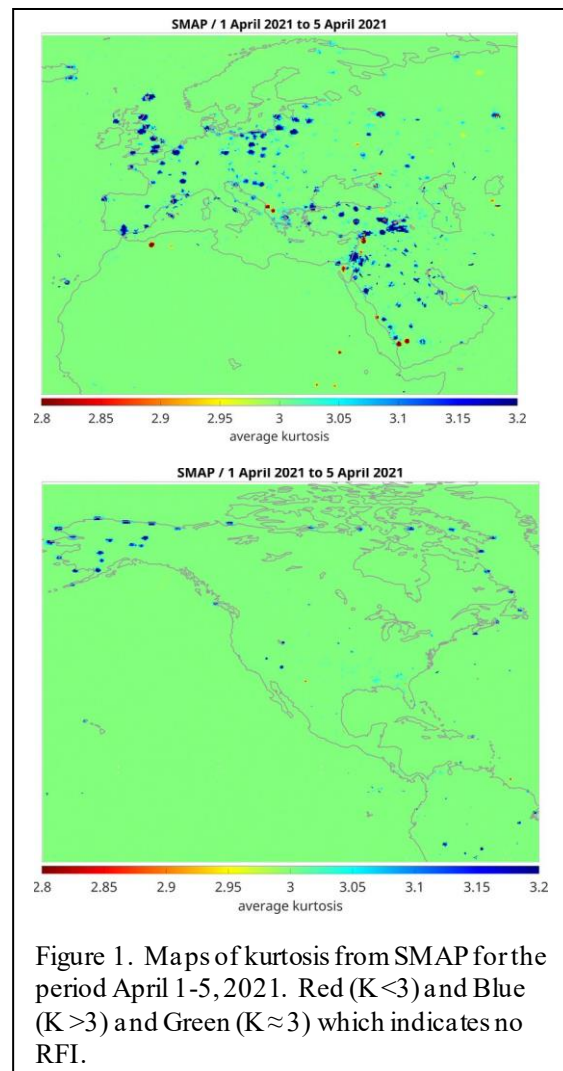 SMAP / 1 April 2021 to 5 April 2021
2.8 2.85 2.9 2.95 3 3.05 3.1 3.15 3.2
average kurtosis
SMAP / 1 April 2021 to 5 April 2021
2.8 2.85 2.9 2.95 3 3.05 3.1 3.15 3.2
average kurtosis
Figure 1. Maps of kurtosis from SMAP for the
period April 1-5, 2021. Red (K <3) and Blue
(K >3) and Green (K ≈ 3) which indicates no
RFI.